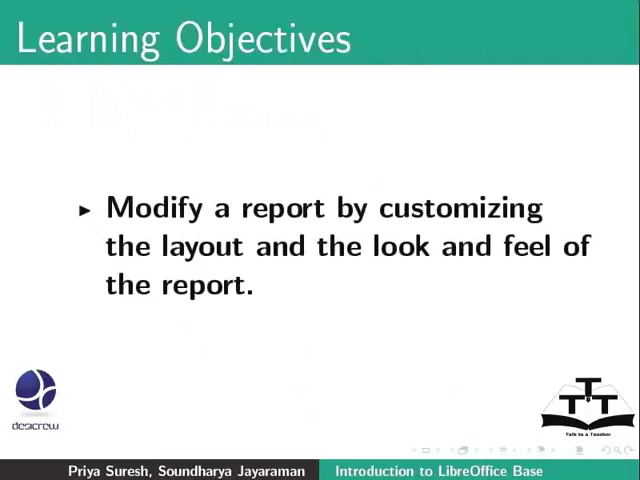 Learning Objectives
Modify a report by customizing
the layout and the look and feel of
the report.
desicrew
TTT
Talk to a Teacher
Priya Suresh, Soundharya Jayaraman
Introduction to LibreOffice Base